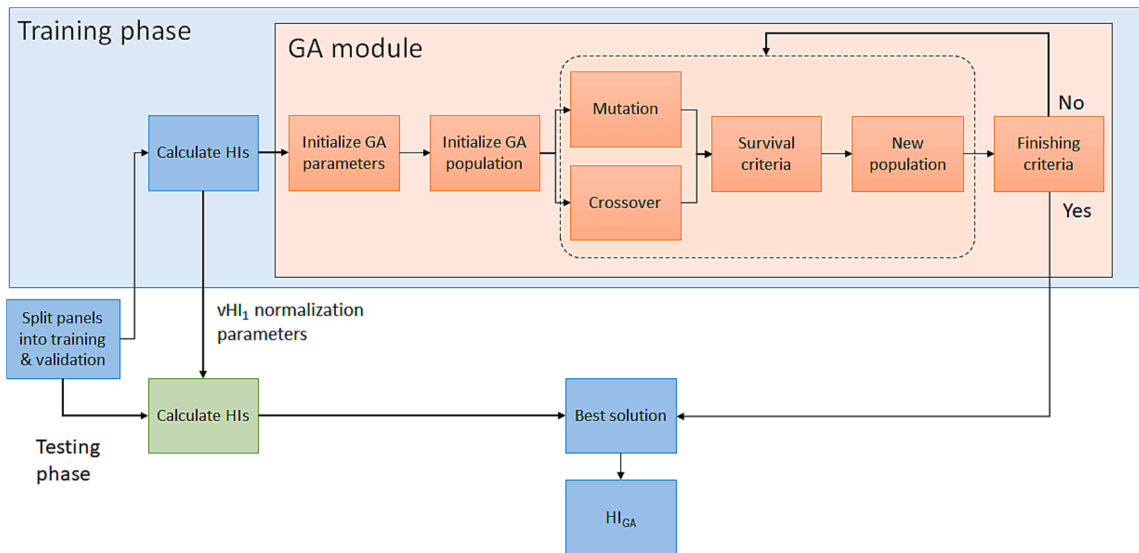 Training phase
GA module
Mutation
No
Calculate HIs
Initialize GA
parameters
Initialize GA
population
Survival
criteria
New
population
Finishing
criteria
Crossover
Yes
Split panels
into training
& validation
vHI₁ normalization
parameters
Calculate HIs
Best solution
Testing
phase
HI_GA